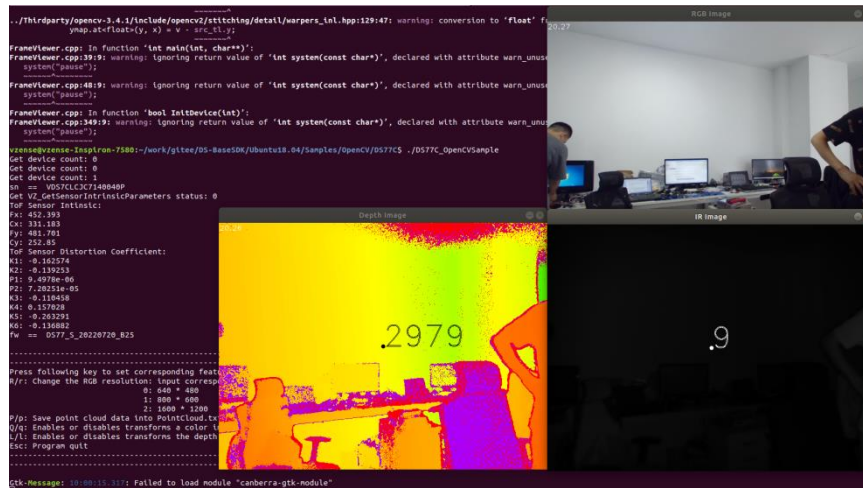 ../Thirdparty/opencv-3.4.1/include/opencv2/stitching/detail/warpers_inl.hpp:129:47: warning: conversion to 'float' f
ymap.at<float>(y, x) = v - src_tl.y;
~~~~~~~^~~~~~~~
FrameViewer.cpp: In function 'int main(int, char**)':
FrameViewer.cpp:39:9: warning: ignoring return value of 'int system(const char*)', declared with attribute warn_unus
system("pause");
~~~~~~^~~~~~~~~
FrameViewer.cpp:48:9: warning: ignoring return value of 'int system(const char*)', declared with attribute warn_unus
system("pause");
~~~~~~^~~~~~~~~
FrameViewer.cpp: In function 'bool InitDevice(int)':
FrameViewer.cpp:349:9: warning: ignoring return value of 'int system(const char*)', declared with attribute warn_unus
system("pause");
~~~~~~^~~~~~~~~
vzense@vzense-Inspiron-7580:~/work/gitee/DS-BaseSDK/Ubuntu18.04/Samples/OpenCV/DS77C$ ./DS77C_OpenCVSample
Get device count: 0
Get device count: 0
Get device count: 1
sn == VDS7CLCJC7140040P
Get VZ_GetSensorIntrinsicParameters status: 0
ToF Sensor Intinsic:
Fx: 452.393
Cx: 331.183
Fy: 481.701
Cy: 252.85
ToF Sensor Distortion Coefficient:
K1: -0.162574
K2: -0.139253
P1: 9.4978e-06
P2: 7.20251e-05
K3: -0.110458
K4: 0.157028
K5: -0.263291
K6: -0.136882
fw == DS77_S_20220720_B25
Press following key to set corresponding feat
R/r: Change the RGB resolution: input corresp
0: 640 * 480
1: 800 * 600
2: 1600 * 1200
P/p: Save point cloud data into PointCloud.tx
Q/q: Enables or disables transforms a color i
L/l: Enables or disables transforms the depth
Esc: Program quit
Gtk-Message: 10:00:15.317: Failed to load module "canberra-gtk-module"
RGB Image
20.27
Depth Image
20.26
2979
IR Image
9